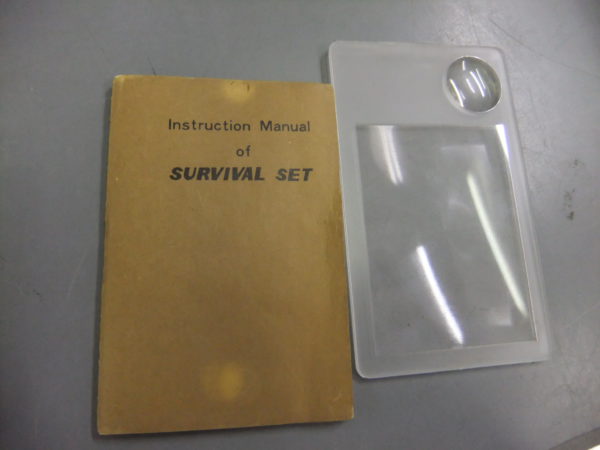 Instruction Manual
of
SURVIVAL SET